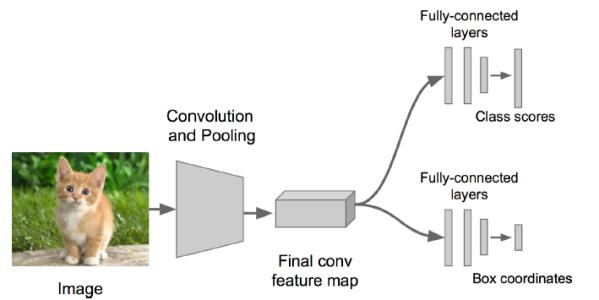 Fully-connected
layers
Class scores
Convolution
and Pooling
Fully-connected
layers
Final conv
feature map
Box coordinates
Image